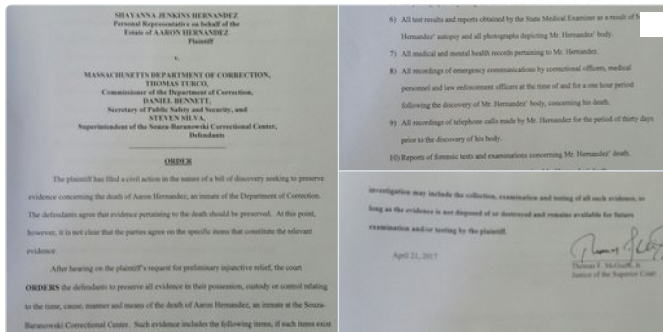 SHAYANNA JENKINS HERNANDEZ
Personal Representative on behalf of the
Estate of AARON HERNANDEZ
Plaintiff
v.
MASSACHUSETTS DEPARTMENT OF CORRECTION,
THOMAS TURCO,
Commissioner of the Department of Correction,
DANIEL BENNETT,
Secretary of Public Safety and Security, and
STEVEN SILVA,
Superintendent of the Souza-Baranowski Correctional Center,
Defendants
ORDER
The plaintiff has filed a civil action in the nature of a bill of discovery seeking to preserve
evidence concerning the death of Aaron Hernandez, an inmate of the Department of Correction.
The defendants agree that evidence pertaining to the death should be preserved. At this point,
however, it is not clear that the parties agree on the specific items that constitute the relevant
evidence.
After hearing on the plaintiff's request for preliminary injunctive relief, the court
ORDERS the defendants to preserve all evidence in their possession, custody or control relating
to the time, cause, manner and means of the death of Aaron Hernandez, an inmate at the Souza-
Baranowski Correctional Center. Such evidence includes the following items, if such items exist
6) All test results and reports obtained by the State Medical Examiner as a result of
Hernandez' autopsy and all photographs depicting Mr. Hernandez' body.
7) All medical and mental health records pertaining to Mr. Hernandez.
8) All recordings of emergency communications by correctional officers, medical
personnel and law enforcement officers at the time of and for a one hour period
following the discovery of Mr. Hernandez' body, concerning his death.
9) All recordings of telephone calls made by Mr. Hernandez for the period of thirty days
prior to the discovery of his body.
10) Reports of forensic tests and examinations concerning Mr. Hernandez' death.
investigation may include the collection, examination and testing of all such evidence, so
long as the evidence is not disposed of or destroyed and remains available for future
examination and/or testing by the plaintiff.
April 21, 2017
Thomas F. McGuire, Jr.
Justice of the Superior Court